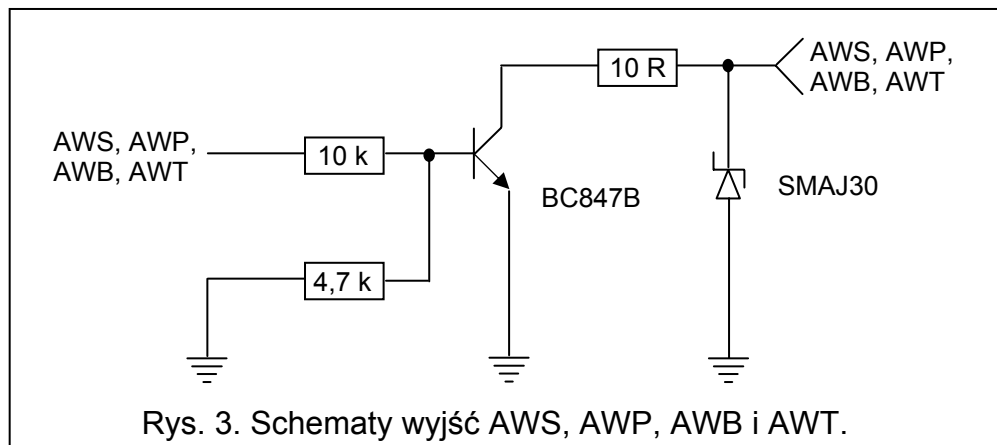 10 R
AWS, AWP,
AWB, AWT
AWS, AWP,
AWB, AWT
10 k
BC847B
SMAJ30
4,7 k
Rys. 3. Schematy wyjść AWS, AWP, AWB i AWT.